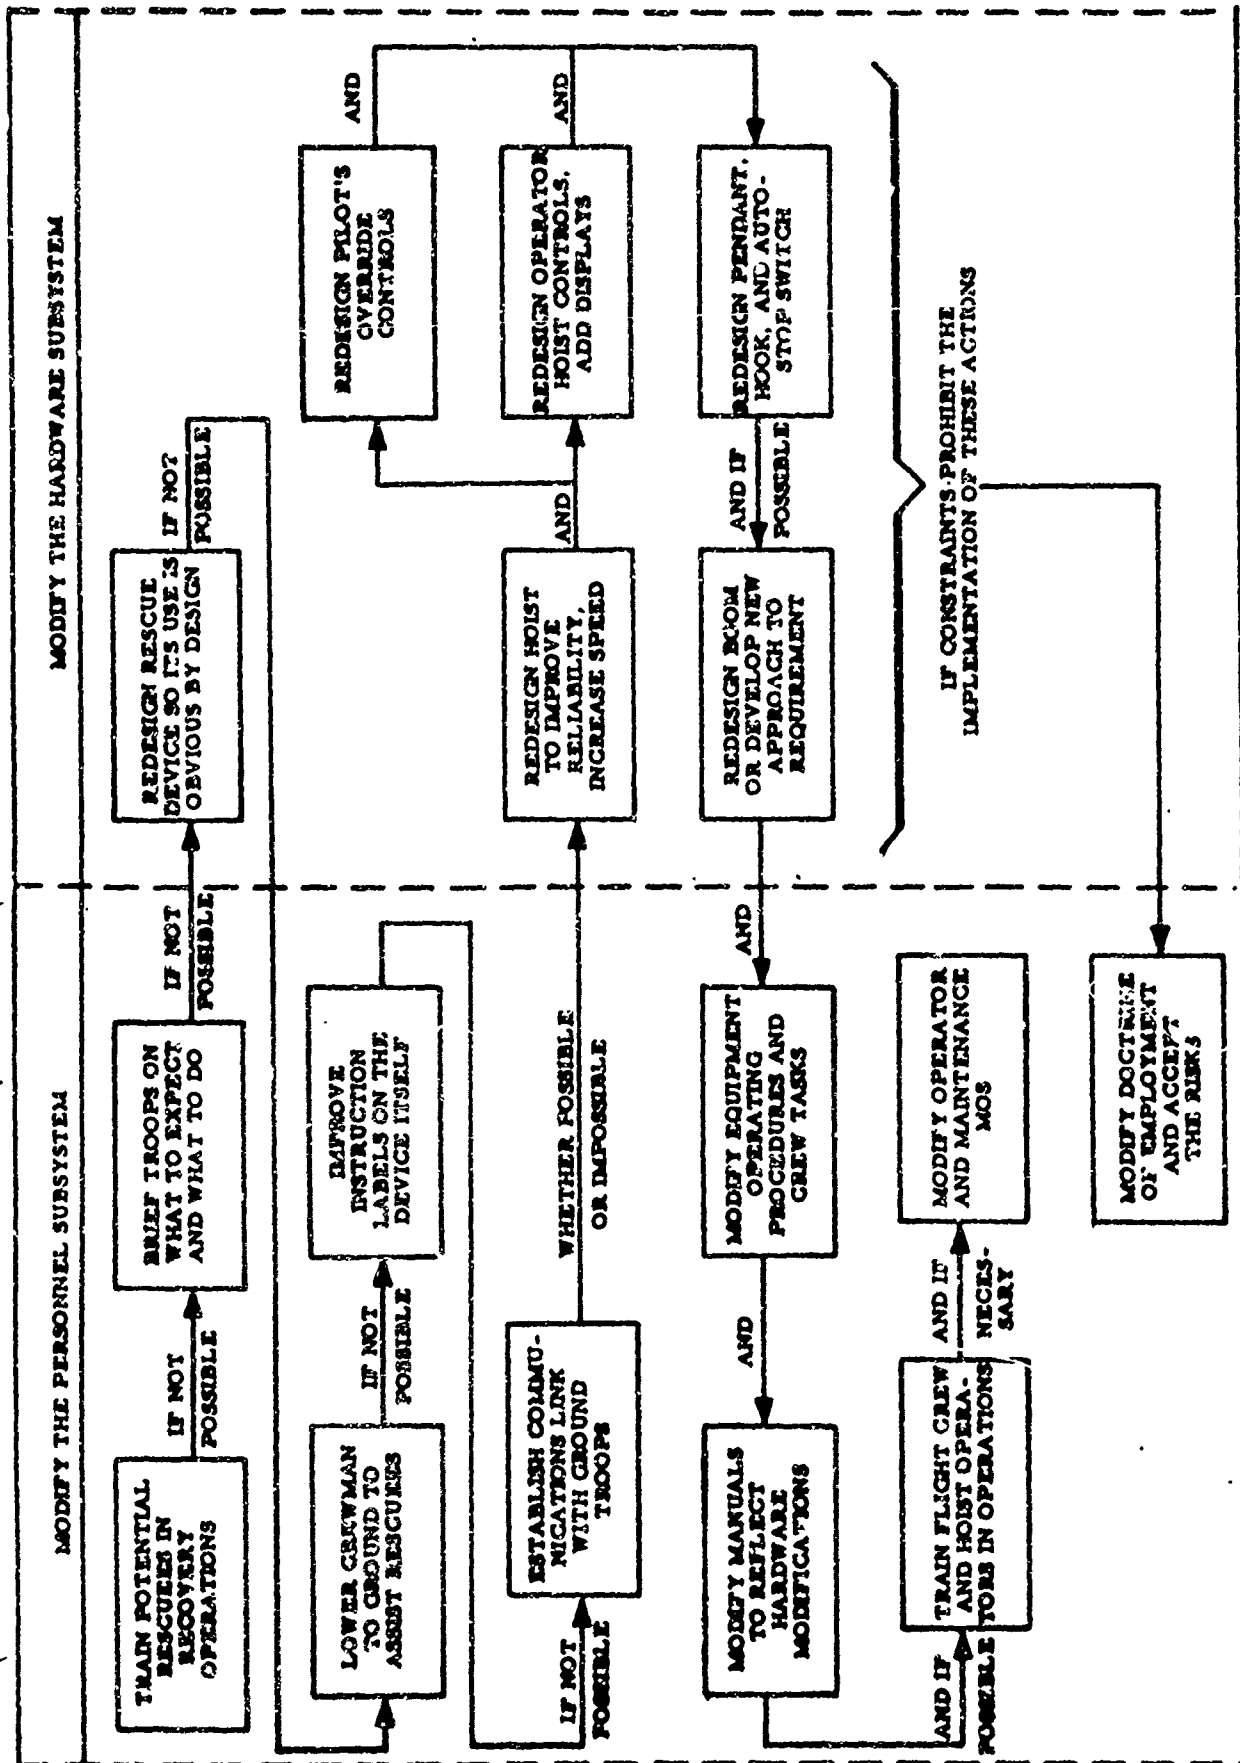 MODIFY THE PERSONNEL SUBSYSTEM
MODIFY THE HARDWARE SUBSYSTEM
TRAIN POTENTIAL
RESCUEES IN
RECOVERY
OPERATIONS
IF NOT
POSSIBLE
BRIEF TROOPS ON
WHAT TO EXPECT
AND WHAT TO DO
IF NOT
POSSIBLE
REDESIGN RESCUE
DEVICE SO ITS USE IS
OBVIOUS BY DESIGN
IF NOT
POSSIBLE
LOWER CREWMAN
TO GROUND TO
ASSIST RESCUEES
IF NOT
POSSIBLE
IMPROVE
INSTRUCTION
LABELS ON THE
DEVICE ITSELF
IF NOT
POSSIBLE
ESTABLISH COMMU-
NICATIONS LINK
WITH GROUND
TROOPS
WHETHER POSSIBLE
OR IMPOSSIBLE
REDESIGN HOIST
TO IMPROVE
RELIABILITY,
INCREASE SPEED
AND
REDESIGN PILOT'S
OVERRIDE
CONTROLS
AND
REDESIGN OPERATOR
HOIST CONTROLS,
ADD DISPLAYS
AND
REDESIGN PENDANT,
HOOK, AND AUTO-
STOP SWITCH
AND IF
POSSIBLE
REDESIGN BOOM
OR DEVELOP NEW
APPROACH TO
REQUIREMENT
AND
MODIFY EQUIPMENT
OPERATING
PROCEDURES AND
CREW TASKS
AND
MODIFY MANUALS
TO REFLECT
HARDWARE
MODIFICATIONS
AND IF
POSSIBLE
TRAIN FLIGHT CREW
AND HOIST OPERA-
TORS IN OPERATIONS
AND IF
NECES-
SARY
MODIFY OPERATOR
AND MAINTENANCE
MOS
IF CONSTRAINTS PROHIBIT THE
IMPLEMENTATION OF THESE ACTIONS
MODIFY DOCTRINE
OF EMPLOYMENT
AND ACCEPT
THE RISKS